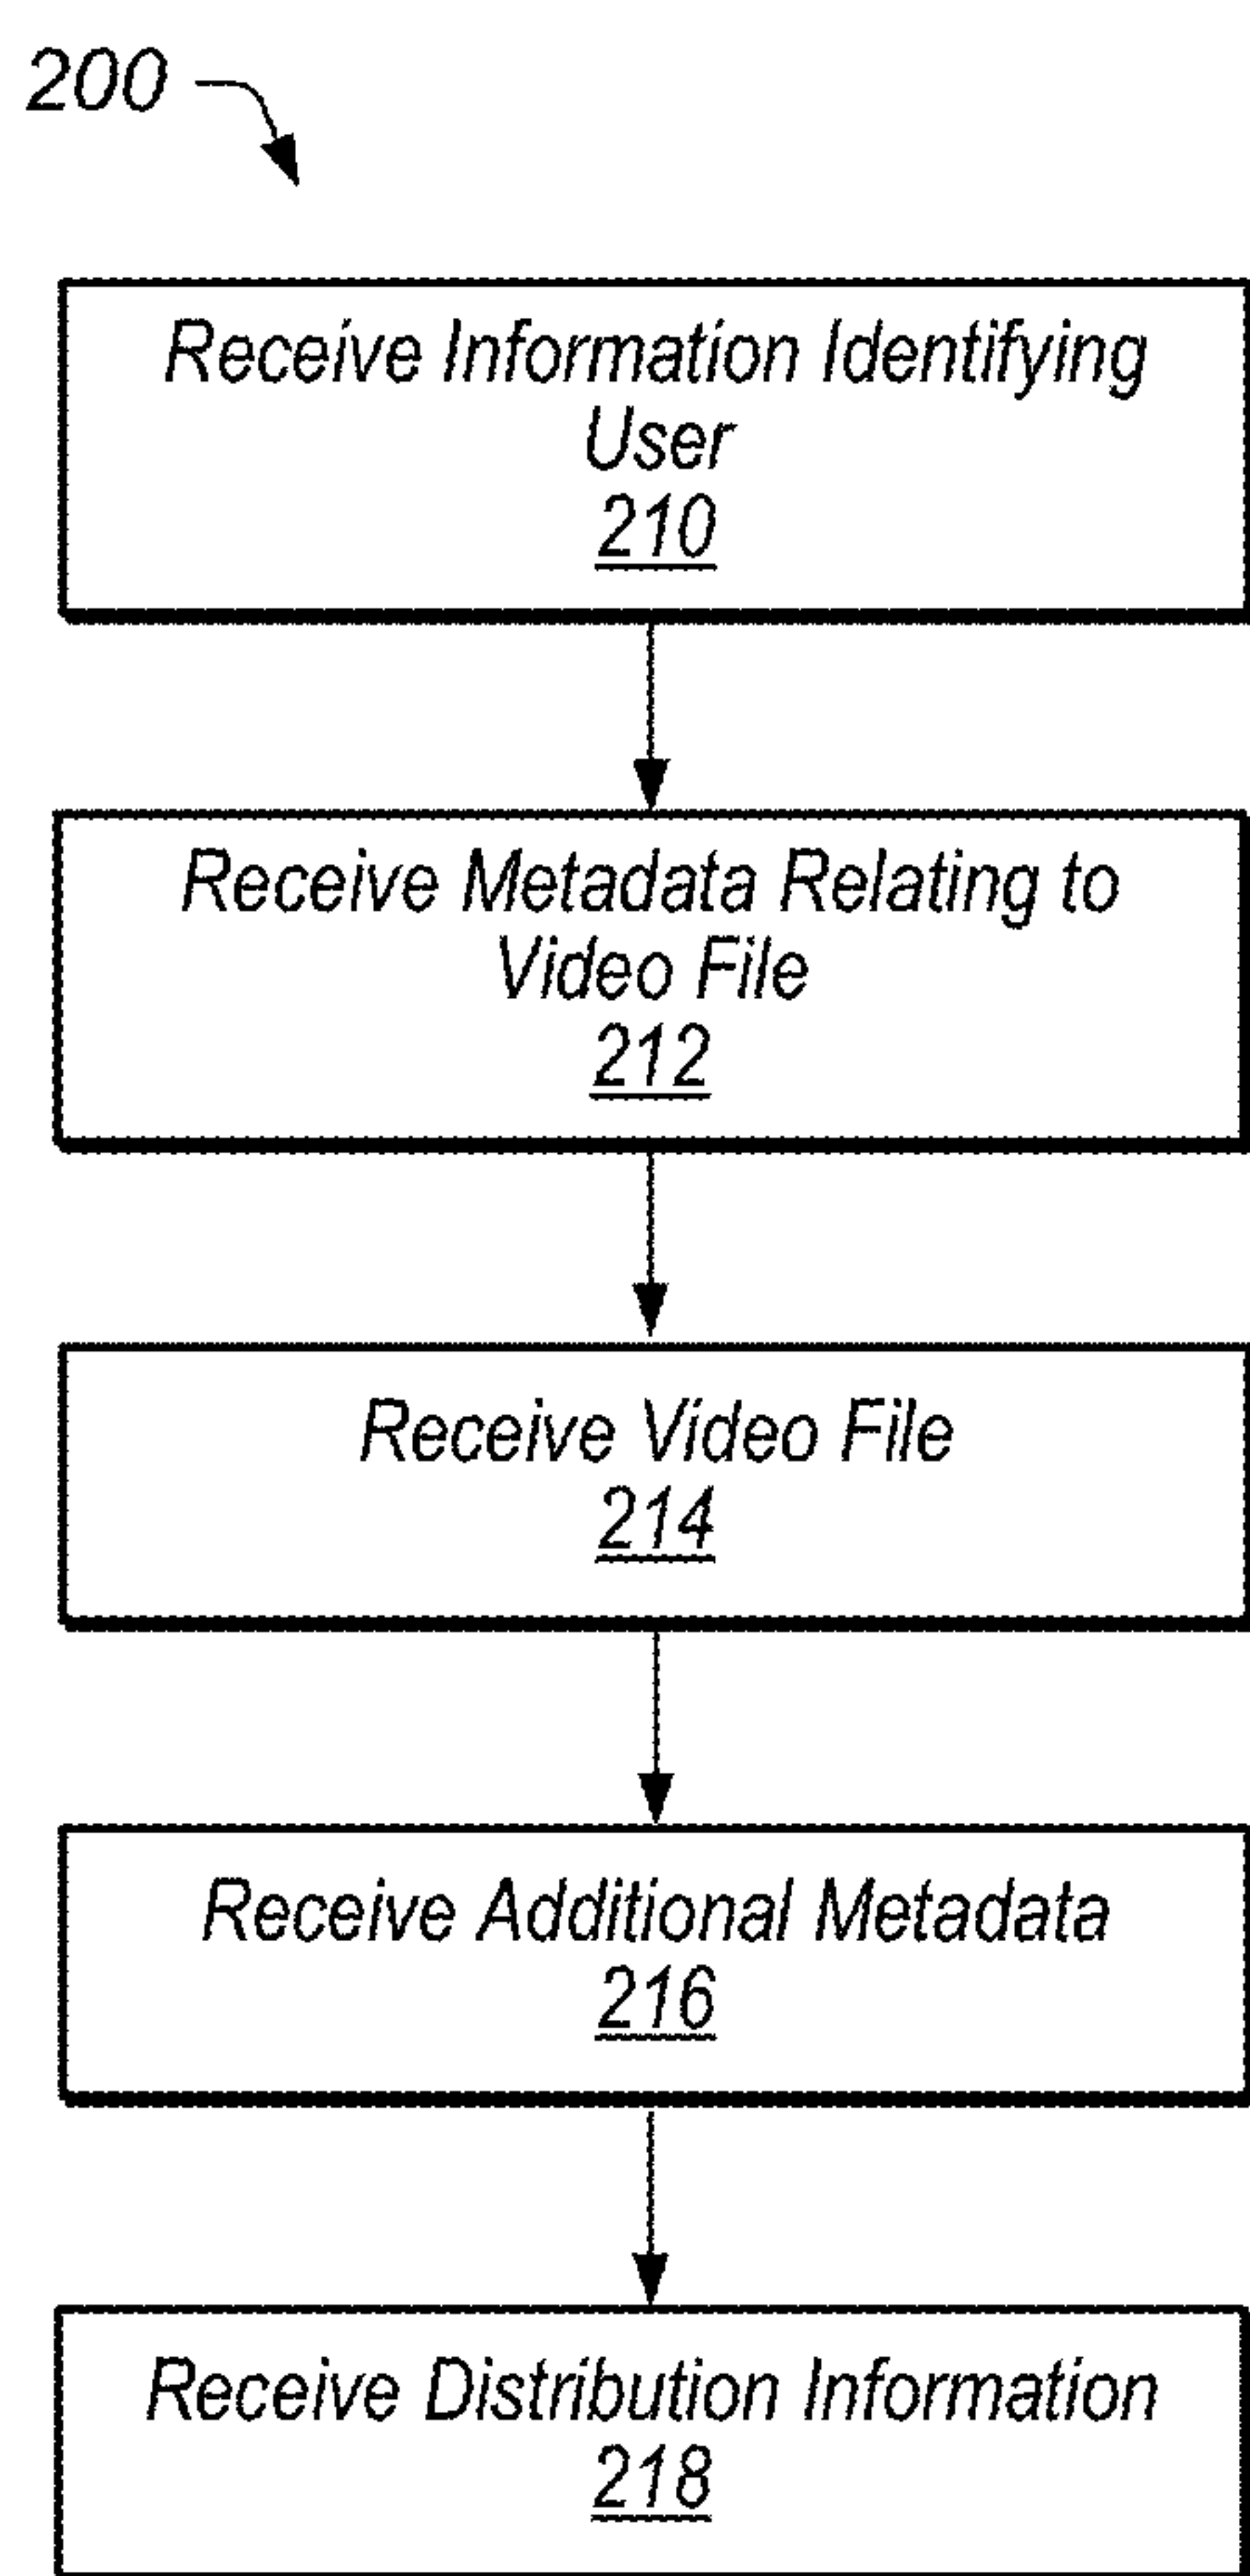 200
Receive Information Identifying
User
210
Receive Metadata Relating to
Video File
212
Receive Video File
214
Receive Additional Metadata
216
Receive Distribution Information
218